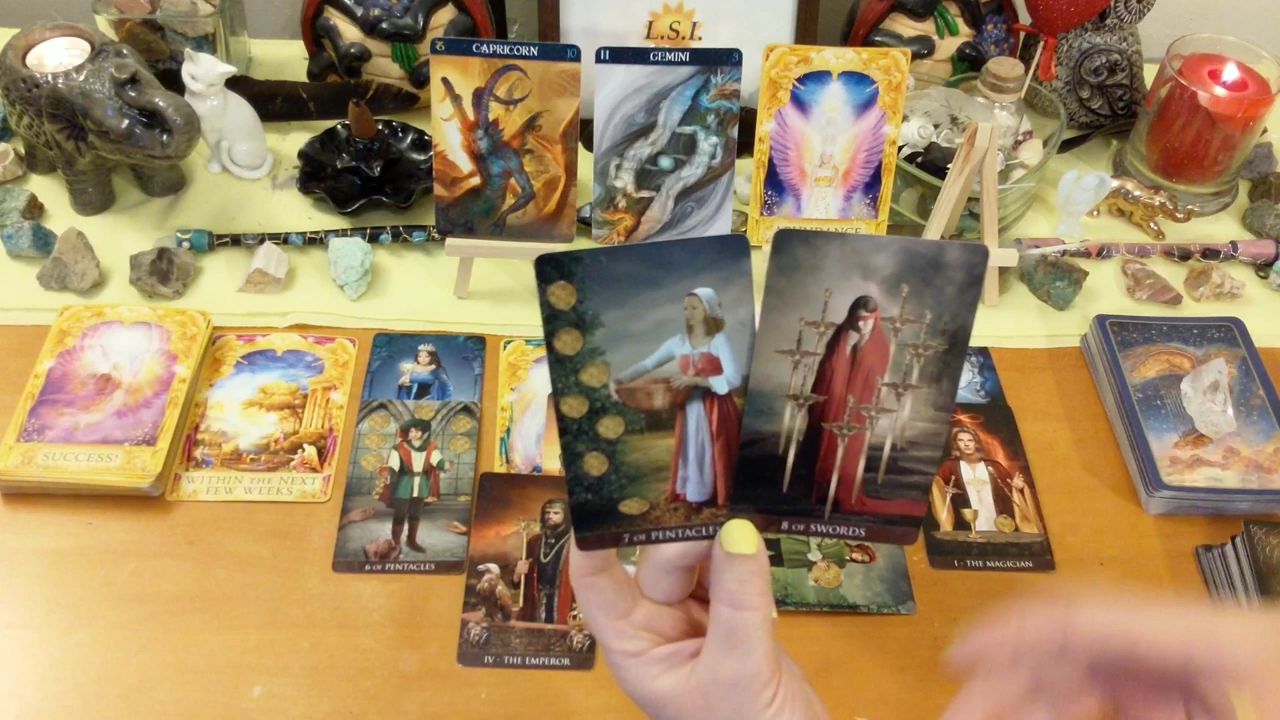 L.S.I.
CAPRICORN 10
II GEMINI 3
ABUNDANCE
SUCCESS!
WITHIN THE NEXT
FEW WEEKS
7 OF PENTACLES
8 OF SWORDS
6 OF PENTACLES
I - THE MAGICIAN
IV - THE EMPEROR